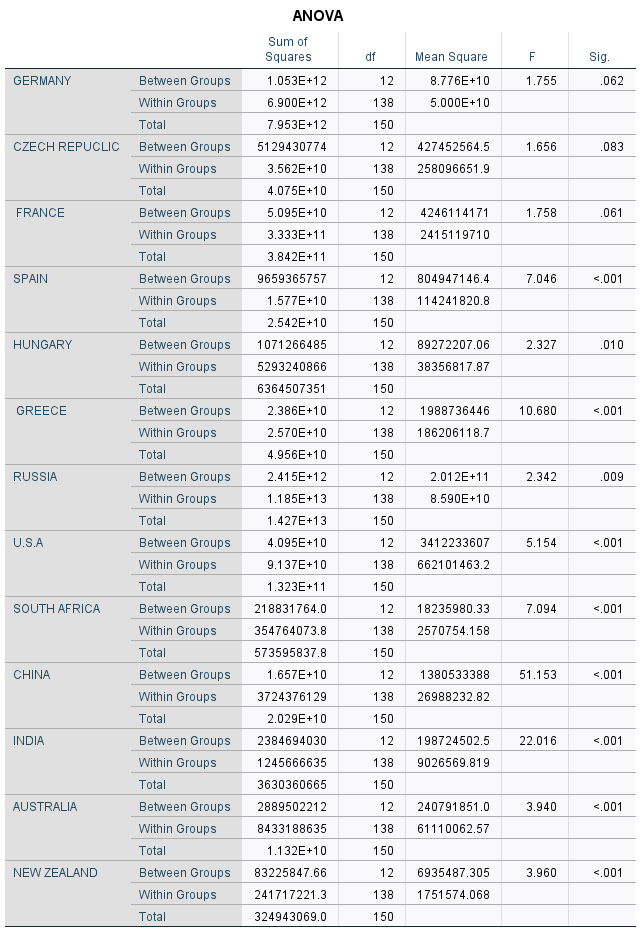 ANOVA
Sum of
Squares df Mean Square F Sig.
GERMANY Between Groups 1.053E+12 12 8.776E+10 1.755 .062
Within Groups 6.900E+12 138 5.000E+10
Total 7.953E+12 150
CZECH REPUCLIC Between Groups 5129430774 12 427452564.5 1.656 .083
Within Groups 3.562E+10 138 258096651.9
Total 4.075E+10 150
FRANCE Between Groups 5.095E+10 12 4246114171 1.758 .061
Within Groups 3.333E+11 138 2415119710
Total 3.842E+11 150
SPAIN Between Groups 9659365757 12 804947146.4 7.046 <.001
Within Groups 1.577E+10 138 114241820.8
Total 2.542E+10 150
HUNGARY Between Groups 1071266485 12 89272207.06 2.327 .010
Within Groups 5293240866 138 38356817.87
Total 6364507351 150
GREECE Between Groups 2.386E+10 12 1988736446 10.680 <.001
Within Groups 2.570E+10 138 186206118.7
Total 4.956E+10 150
RUSSIA Between Groups 2.415E+12 12 2.012E+11 2.342 .009
Within Groups 1.185E+13 138 8.590E+10
Total 1.427E+13 150
U.S.A Between Groups 4.095E+10 12 3412233607 5.154 <.001
Within Groups 9.137E+10 138 662101463.2
Total 1.323E+11 150
SOUTH AFRICA Between Groups 218831764.0 12 18235980.33 7.094 <.001
Within Groups 354764073.8 138 2570754.158
Total 573595837.8 150
CHINA Between Groups 1.657E+10 12 1380533388 51.153 <.001
Within Groups 3724376129 138 26988232.82
Total 2.029E+10 150
INDIA Between Groups 2384694030 12 198724502.5 22.016 <.001
Within Groups 1245666635 138 9026569.819
Total 3630360665 150
AUSTRALIA Between Groups 2889502212 12 240791851.0 3.940 <.001
Within Groups 8433188635 138 61110062.57
Total 1.132E+10 150
NEW ZEALAND Between Groups 83225847.66 12 6935487.305 3.960 <.001
Within Groups 241717221.3 138 1751574.068
Total 324943069.0 150